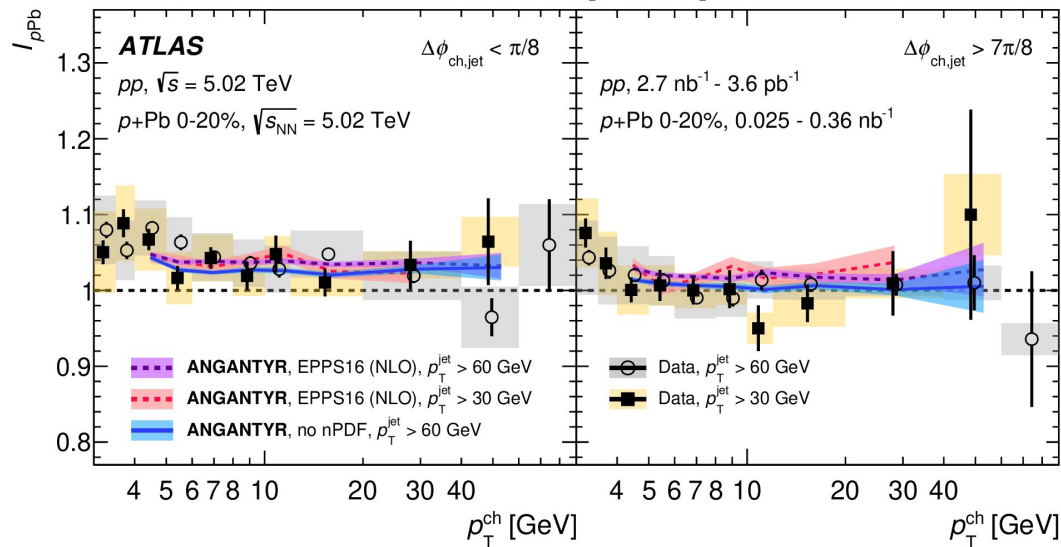 I_pPb
ATLAS
Δϕ_ch,jet < π/8
pp, √s = 5.02 TeV
p+Pb 0-20%, √s_NN = 5.02 TeV
Δϕ_ch,jet > 7π/8
pp, 2.7 nb⁻¹ - 3.6 pb⁻¹
p+Pb 0-20%, 0.025 - 0.36 nb⁻¹
1.3
1.2
1.1
1
0.9
0.8
ANGANTYR, EPPS16 (NLO), p_T^jet > 60 GeV
ANGANTYR, EPPS16 (NLO), p_T^jet > 30 GeV
ANGANTYR, no nPDF, p_T^jet > 60 GeV
Data, p_T^jet > 60 GeV
Data, p_T^jet > 30 GeV
4 5 6 7 8 10 20 30 40
4 5 6 7 8 10 20 30 40
p_T^ch [GeV]
p_T^ch [GeV]